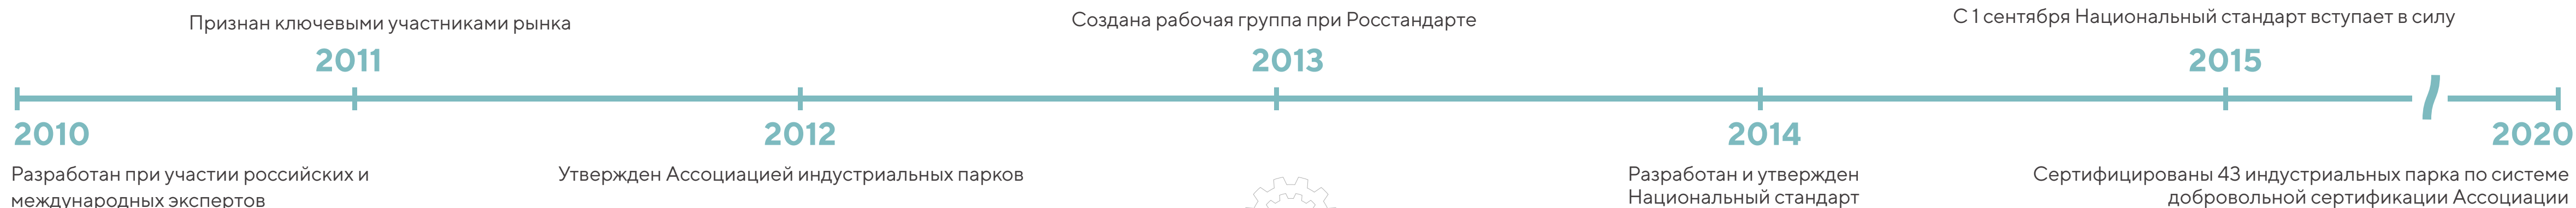 Признан ключевыми участниками рынка
2011
Создана рабочая группа при Росстандарте
2013
С 1 сентября Национальный стандарт вступает в силу
2015
2010
Разработан при участии российских и
международных экспертов
2012
Утвержден Ассоциацией индустриальных парков
2014
Разработан и утвержден
Национальный стандарт
2020
Сертифицированы 43 индустриальных парка по системе
добровольной сертификации Ассоциации